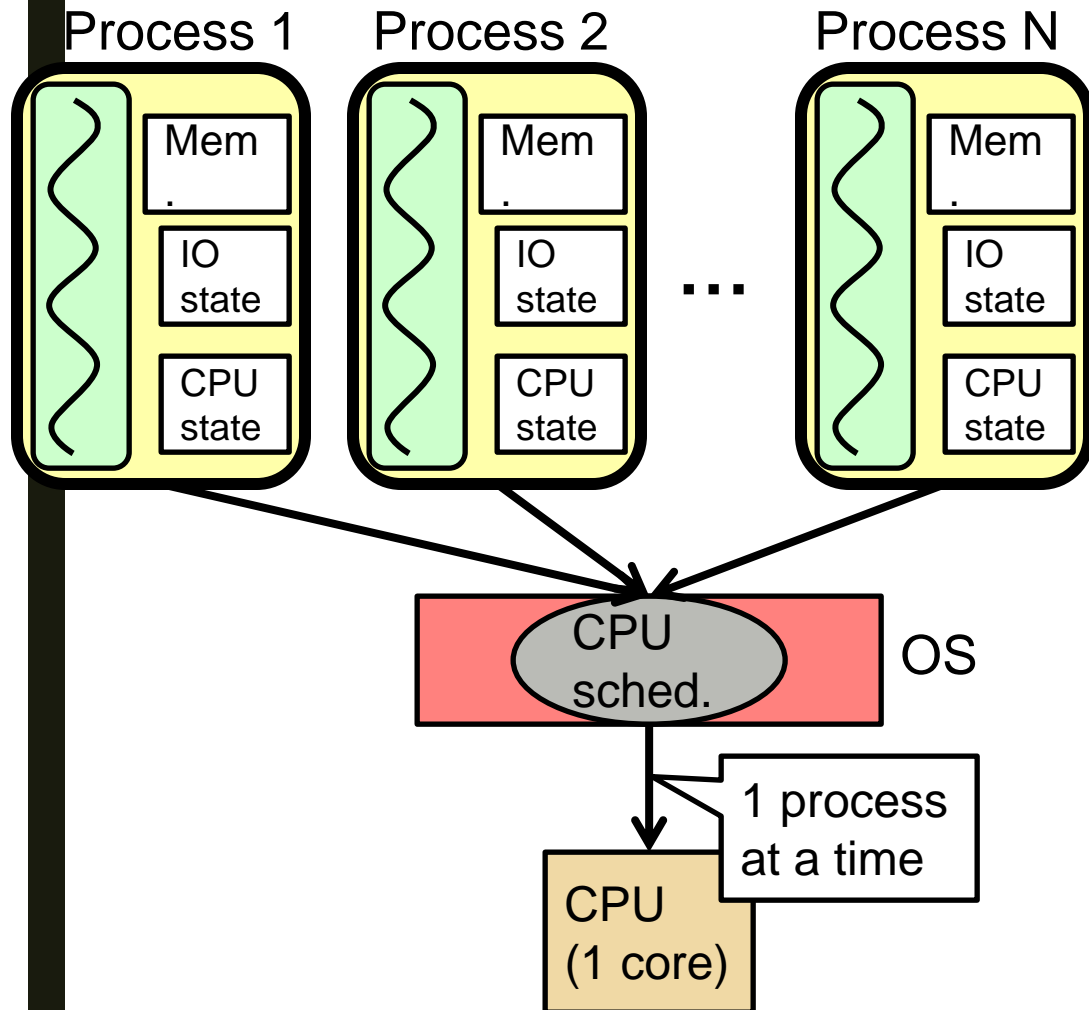 Process 1
Process 2
Process N
Mem
.
IO
state
CPU
state
Mem
.
IO
state
CPU
state
...
Mem
.
IO
state
CPU
state
CPU
sched.
OS
1 process
at a time
CPU
(1 core)